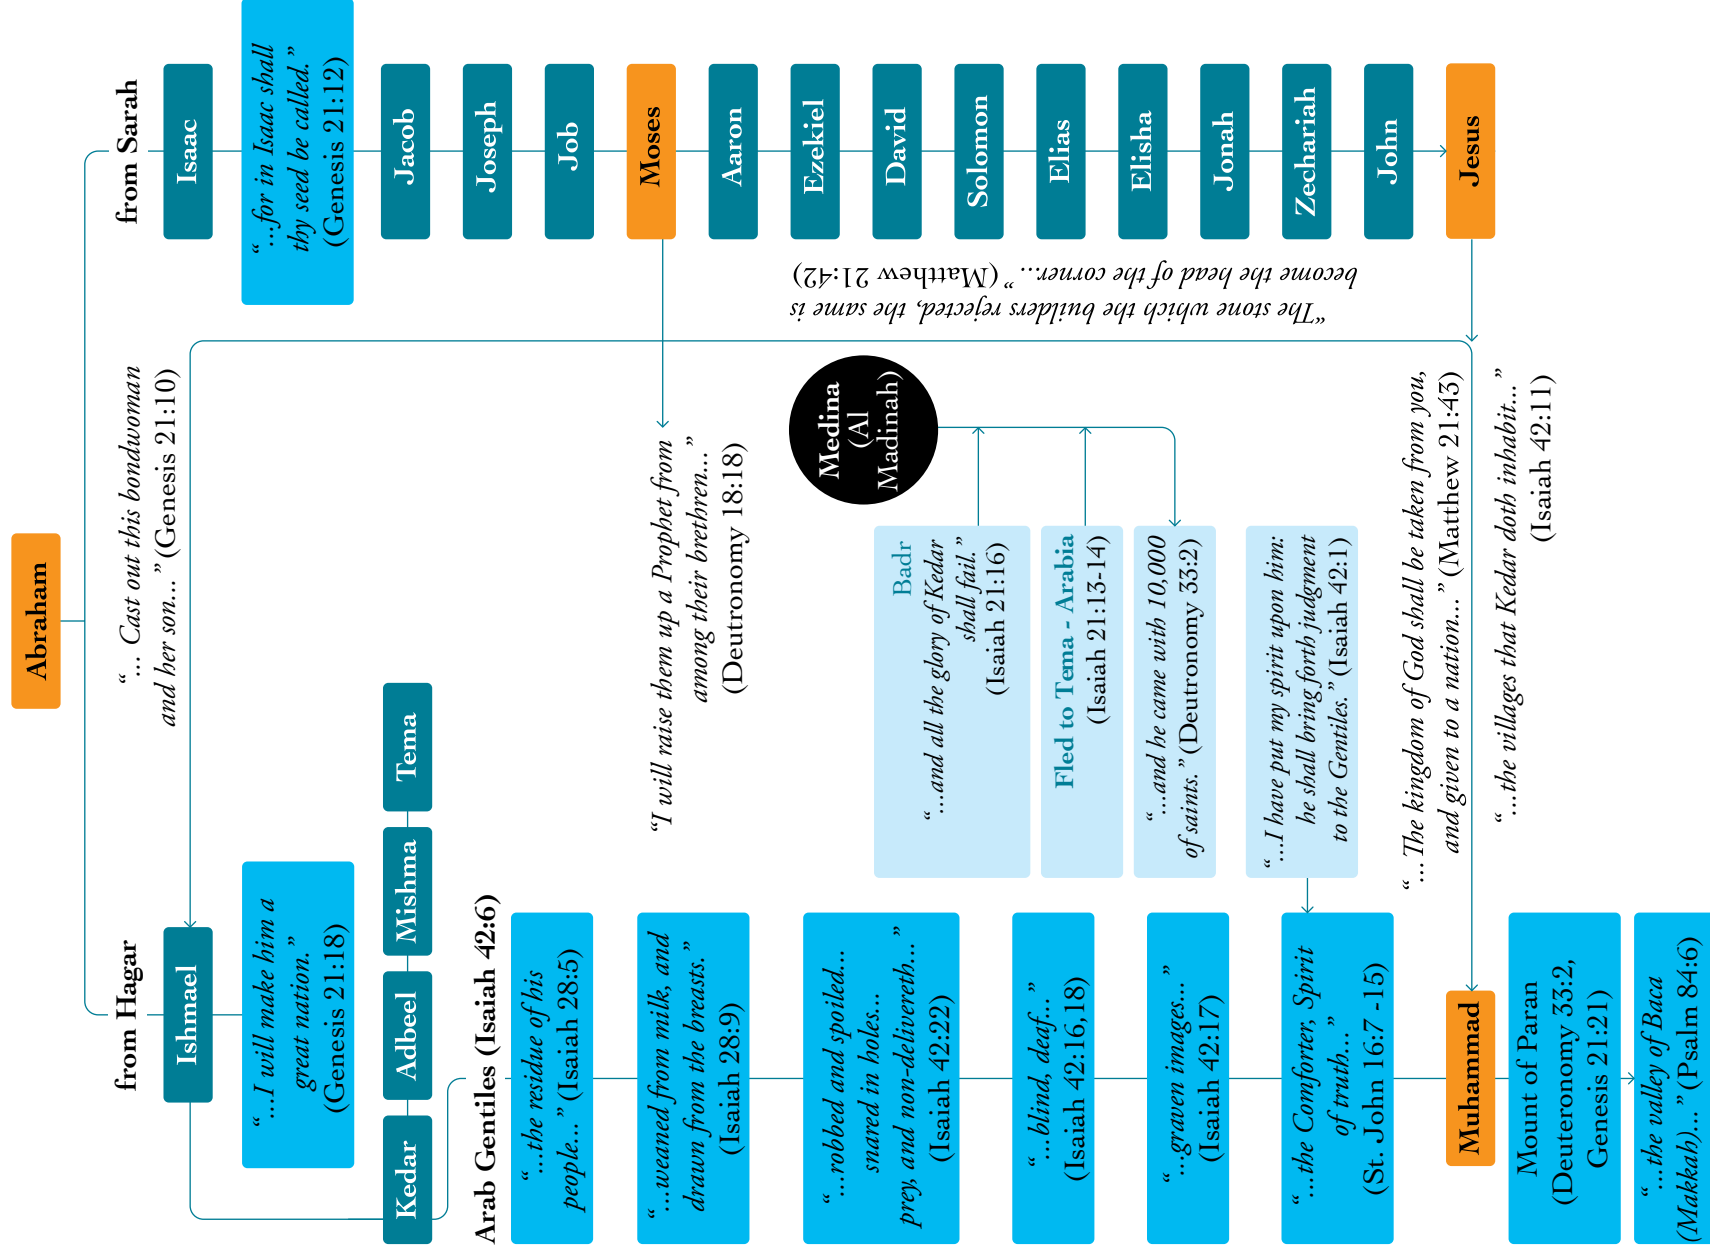 Abraham
from Hagar
from Sarah
“... Cast out this bondwoman
and her son...” (Genesis 21:10)
Ishmael
“...I will make him a
great nation.”
(Genesis 21:18)
Kedar
Adbeel
Mishma
Tema
Arab Gentiles (Isaiah 42:6)
“...the residue of his
people...” (Isaiah 28:5)
“...weaned from milk, and
drawn from the breasts.”
(Isaiah 28:9)
“...robbed and spoiled...
snared in holes...
prey, and non-delivereth...”
(Isaiah 42:22)
“...blind, deaf...”
(Isaiah 42:16,18)
“...graven images...”
(Isaiah 42:17)
“...the Comforter, Spirit
of truth...”
(St. John 16:7 -15)
Muhammad
Mount of Paran
(Deuteronomy 33:2,
Genesis 21:21)
“...the valley of Baca
(Makkah)...” (Psalm 84:6)
“I will raise them up a Prophet from
among their brethren...”
(Deutronomy 18:18)
Medina
(Al
Madinah)
Badr
“...and all the glory of Kedar
shall fail.”
(Isaiah 21:16)
Fled to Tema - Arabia
(Isaiah 21:13-14)
“...and he came with 10,000
of saints.” (Deutronomy 33:2)
“...I have put my spirit upon him:
he shall bring forth judgment
to the Gentiles.” (Isaiah 42:1)
“... The kingdom of God shall be taken from you,
and given to a nation...” (Matthew 21:43)
“...the villages that Kedar doth inhabit...”
(Isaiah 42:11)
“The stone which the builders rejected, the same is
become the head of the corner...” (Matthew 21:42)
Isaac
“...for in Isaac shall
thy seed be called.”
(Genesis 21:12)
Jacob
Joseph
Job
Moses
Aaron
Ezekiel
David
Solomon
Elias
Elisha
Jonah
Zechariah
John
Jesus